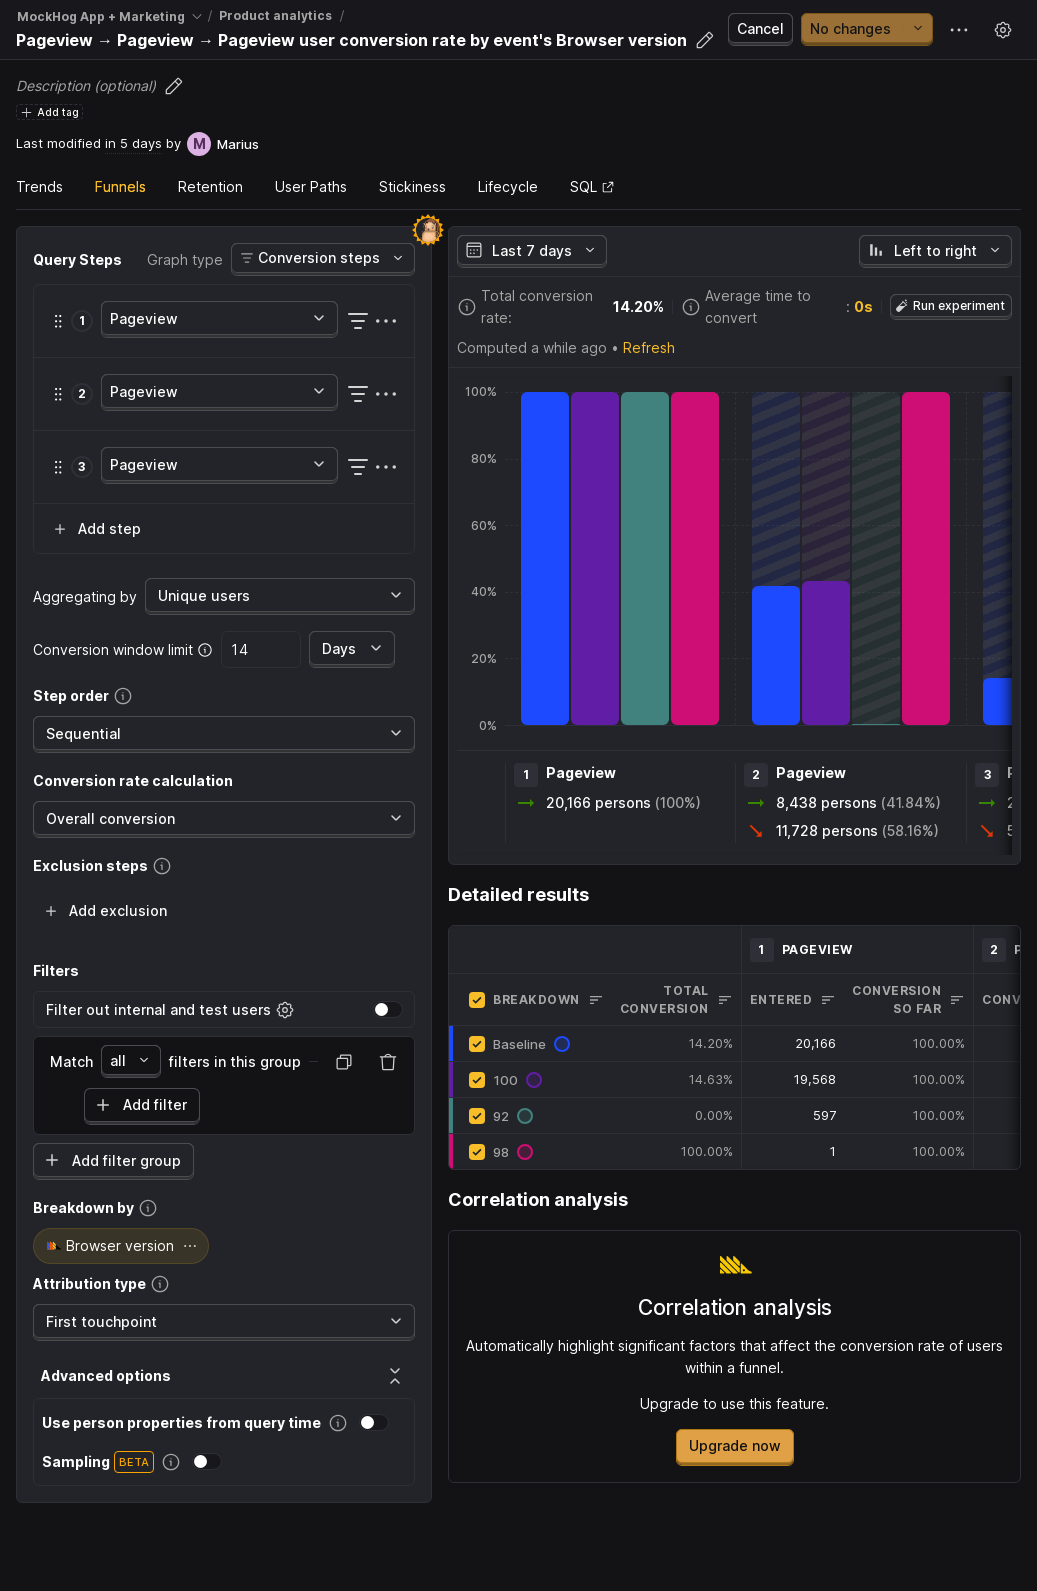 MockHog App + Marketing / Product analytics /
Pageview → Pageview → Pageview user conversion rate by event's Browser version
Cancel
No changes
Description (optional)
Add tag
Last modified in 5 days by M Marius
Trends
Funnels
Retention
User Paths
Stickiness
Lifecycle
SQL
Query Steps
Graph type
Conversion steps
1 Pageview
2 Pageview
3 Pageview
Add step
Aggregating by Unique users
Conversion window limit 14 Days
Step order
Sequential
Conversion rate calculation
Overall conversion
Exclusion steps
Add exclusion
Filters
Filter out internal and test users
Match all filters in this group
Add filter
Add filter group
Breakdown by
Browser version
Attribution type
First touchpoint
Advanced options
Use person properties from query time
Sampling BETA
Last 7 days
Left to right
Total conversion
rate:
14.20%
Average time to
convert
: 0s
Run experiment
Computed a while ago • Refresh
100%
80%
60%
40%
20%
0%
1 Pageview
20,166 persons (100%)
2 Pageview
8,438 persons (41.84%)
11,728 persons (58.16%)
3
Detailed results
1 PAGEVIEW
2
BREAKDOWN
TOTAL
CONVERSION
ENTERED
CONVERSION
SO FAR
CONV
Baseline 14.20% 20,166 100.00%
100 14.63% 19,568 100.00%
92 0.00% 597 100.00%
98 100.00% 1 100.00%
Correlation analysis
Correlation analysis
Automatically highlight significant factors that affect the conversion rate of users
within a funnel.
Upgrade to use this feature.
Upgrade now